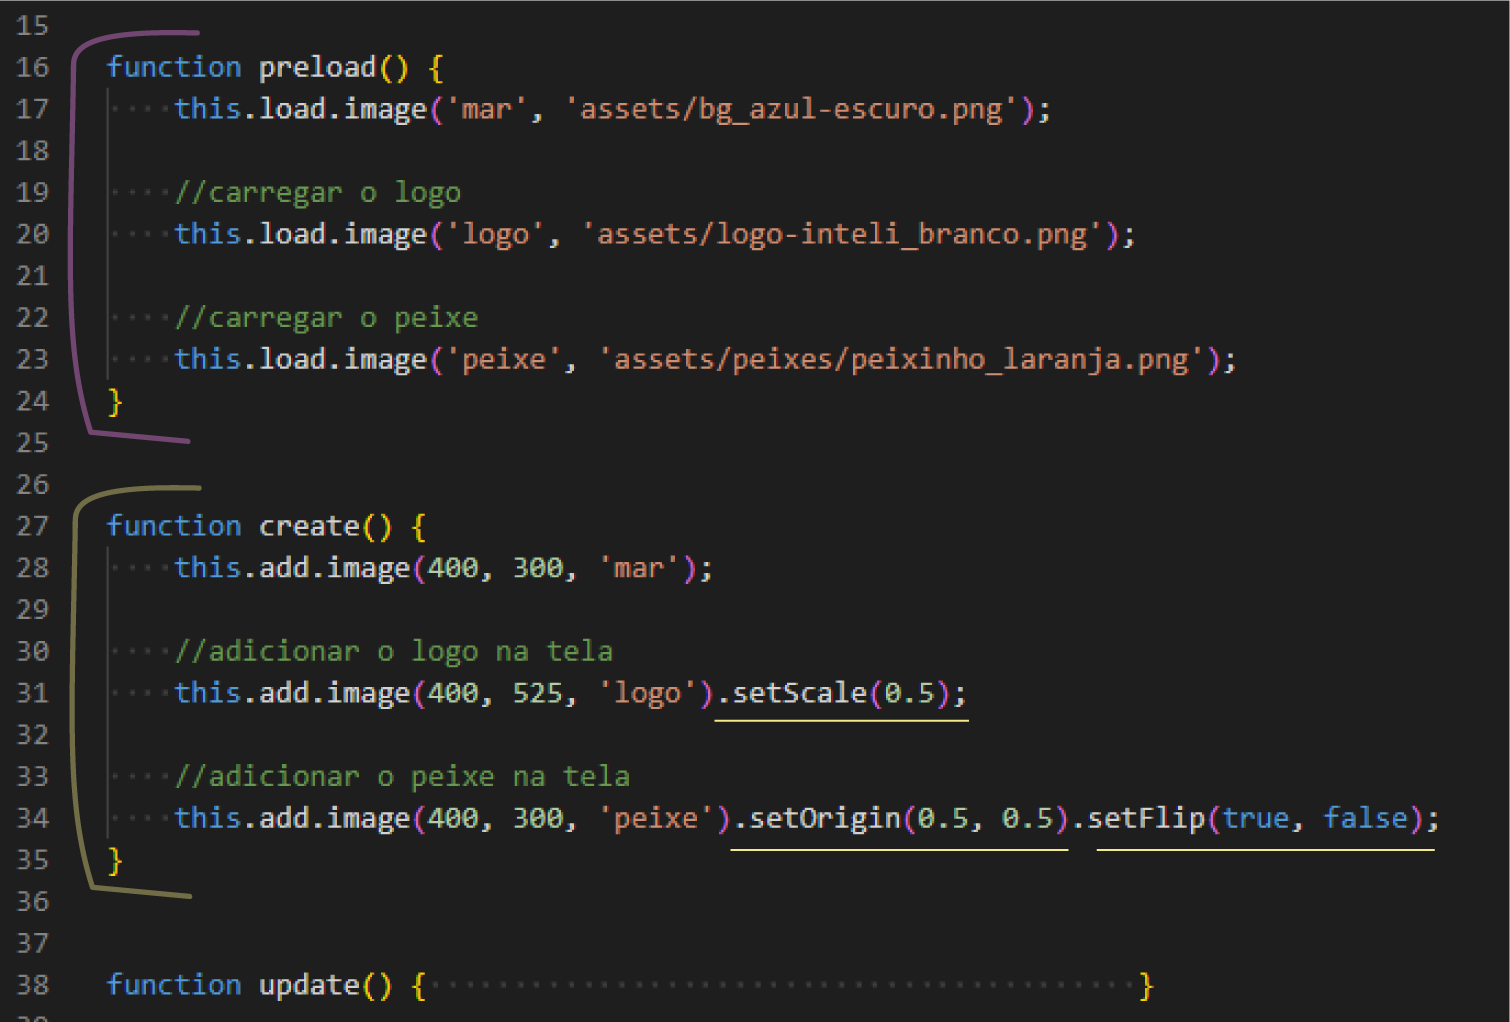 15
16 function preload() {
17 this.load.image('mar', 'assets/bg_azul-escuro.png');
18
19 //carregar o logo
20 this.load.image('logo', 'assets/logo-inteli_branco.png');
21
22 //carregar o peixe
23 this.load.image('peixe', 'assets/peixes/peixinho_laranja.png');
24 }
25
26
27 function create() {
28 this.add.image(400, 300, 'mar');
29
30 //adicionar o logo na tela
31 this.add.image(400, 525, 'logo').setScale(0.5);
32
33 //adicionar o peixe na tela
34 this.add.image(400, 300, 'peixe').setOrigin(0.5, 0.5).setFlip(true, false);
35 }
36
37
38 function update() { }